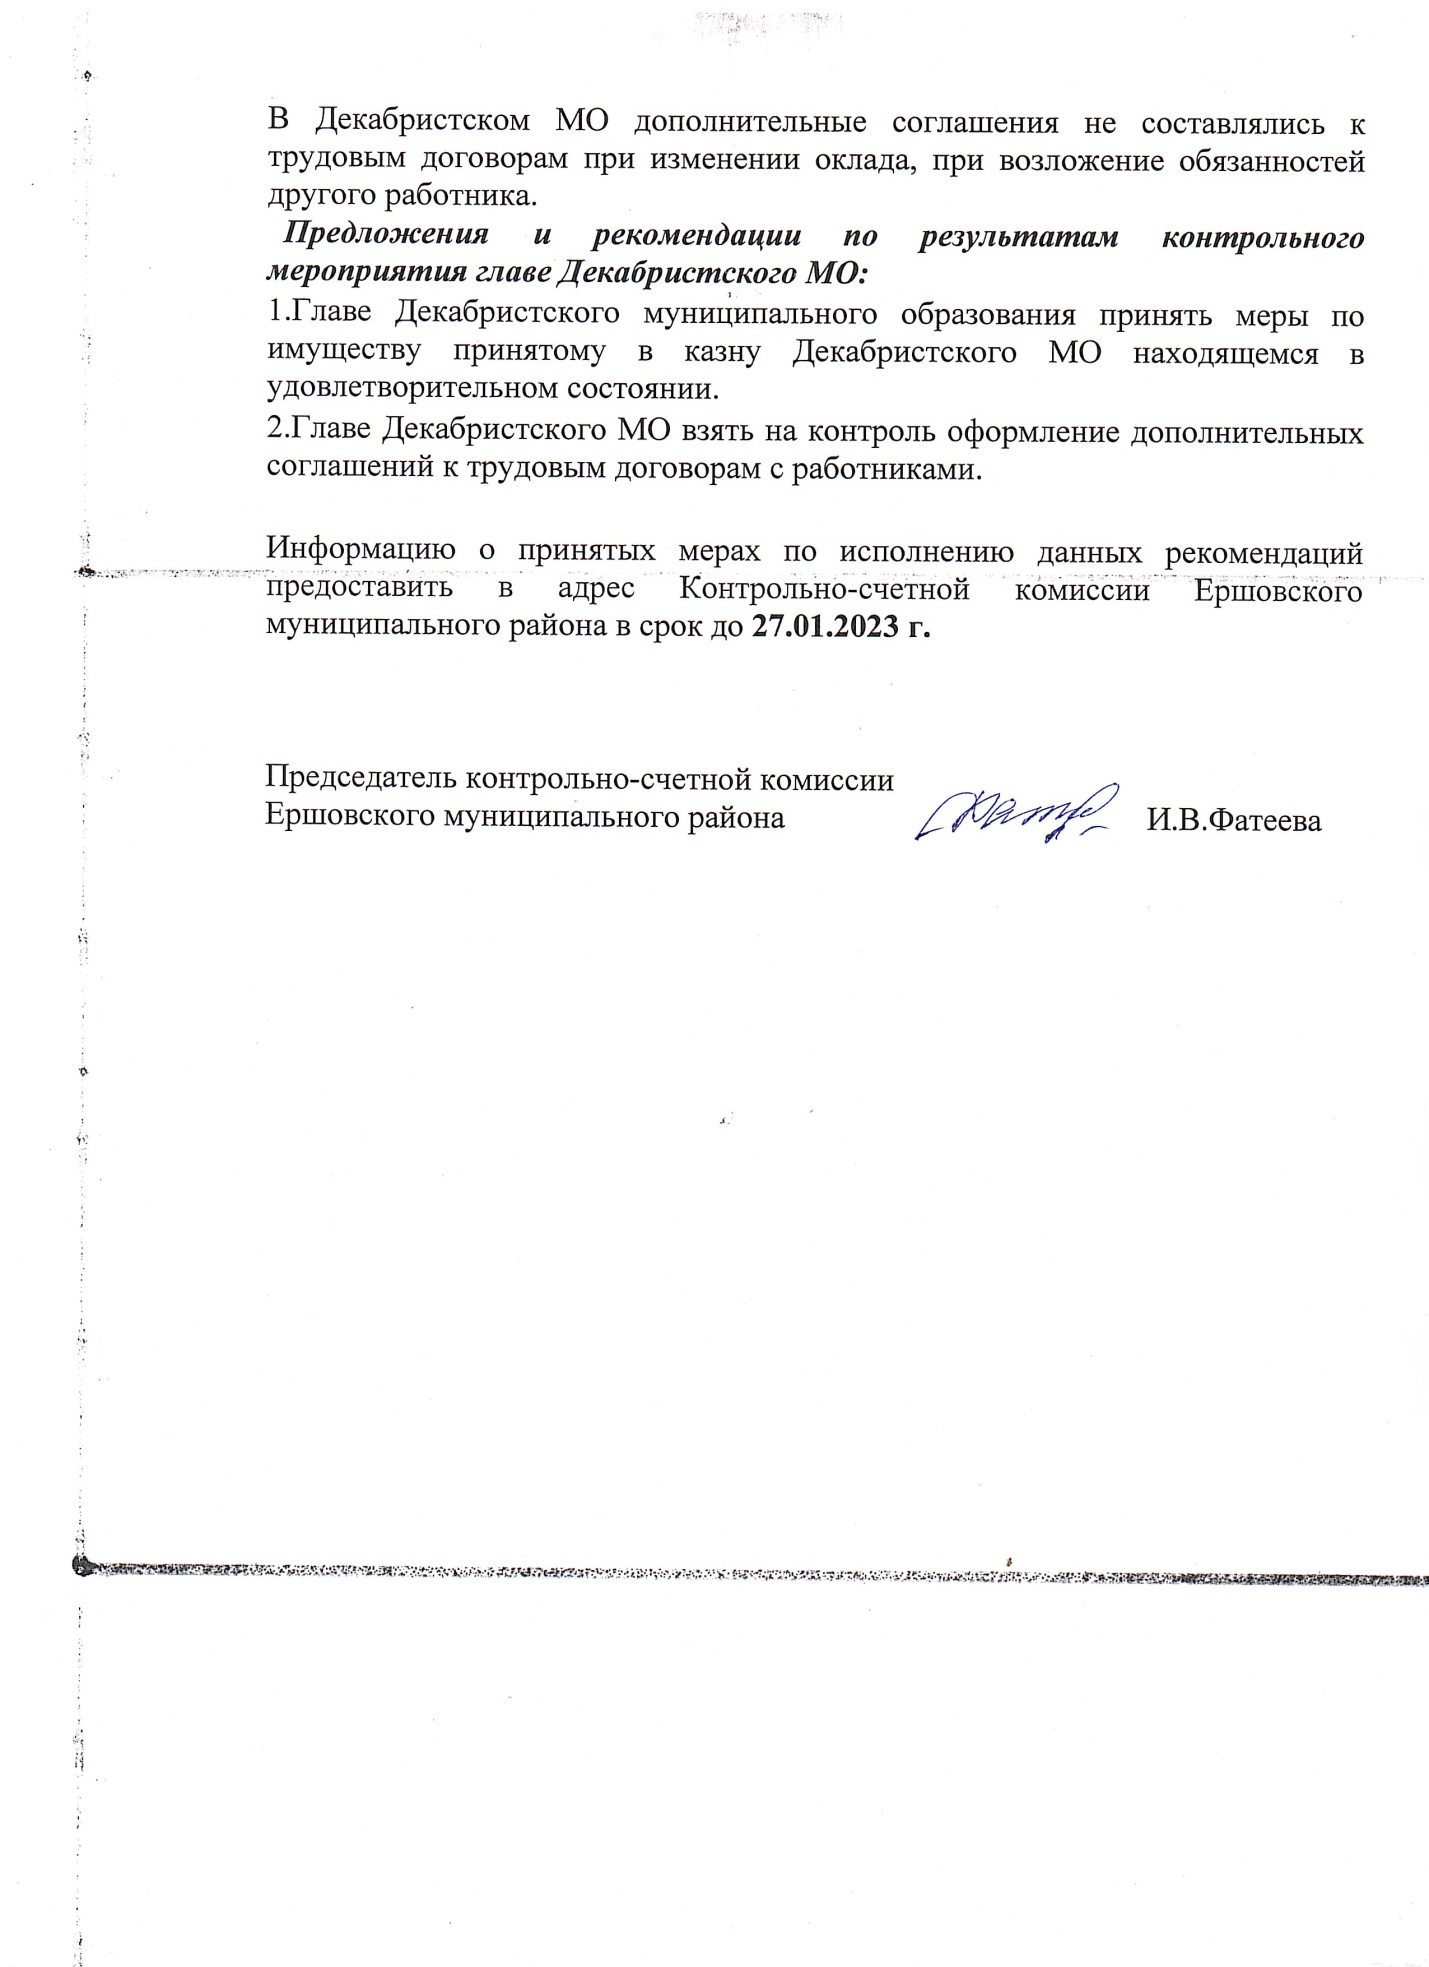 В Декабристском МО дополнительные соглашения не составлялись к
трудовым договорам при изменении оклада, при возложение обязанностей
другого работника.
Предложения и рекомендации по результатам контрольного
мероприятия главе Декабристского МО:
1.Главе Декабристского муниципального образования принять меры по
имуществу принятому в казну Декабристского МО находящемся в
удовлетворительном состоянии.
2.Главе Декабристского МО взять на контроль оформление дополнительных
соглашений к трудовым договорам с работниками.
Информацию о принятых мерах по исполнению данных рекомендаций
предоставить в адрес Контрольно-счетной комиссии Ершовского
муниципального района в срок до 27.01.2023 г.
Председатель контрольно-счетной комиссии
Ершовского муниципального района И.В.Фатеева